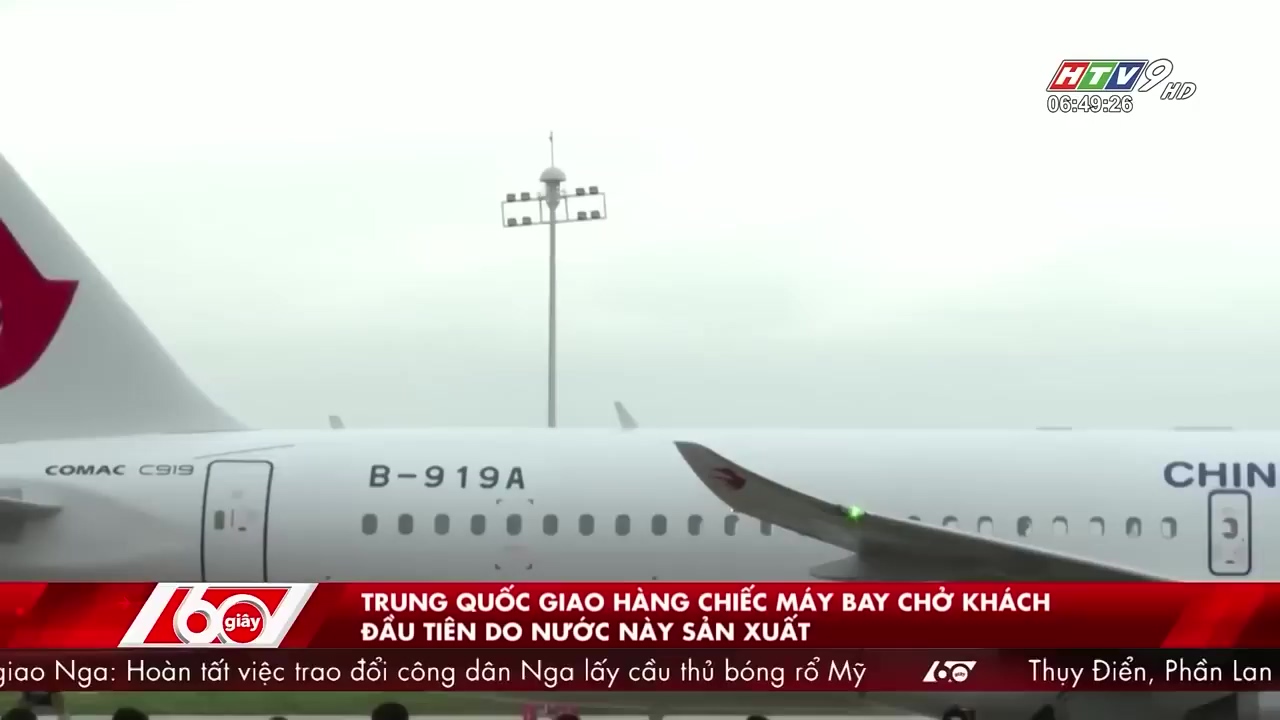 HTV9 HD
06:49:26
COMAC C919
B-919A
CHIN
60 giây
TRUNG QUỐC GIAO HÀNG CHIẾC MÁY BAY CHỞ KHÁCH
ĐẦU TIÊN DO NƯỚC NÀY SẢN XUẤT
giao Nga: Hoàn tất việc trao đổi công dân Nga lấy cầu thủ bóng rổ Mỹ
60 giây
Thụy Điển, Phần Lan